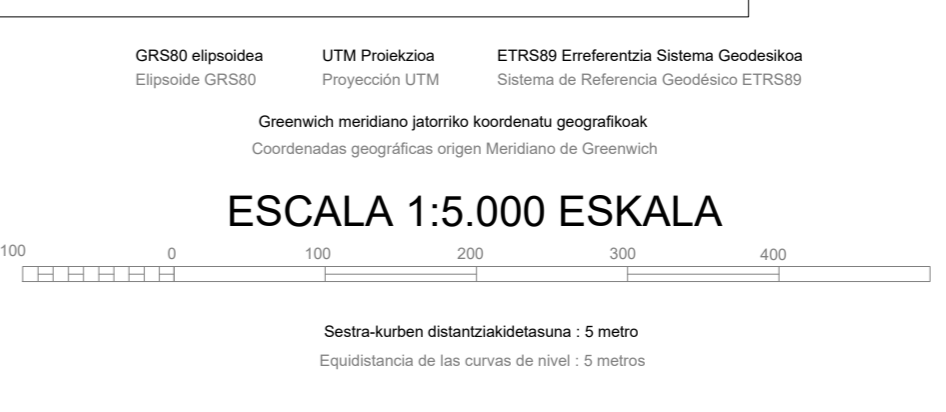 GRS80 elipsoidea UTM Proiekzioa ETRS89 Erreferentzia Sistema Geodesikoa
Elipsoide GRS80 Proyección UTM Sistema de Referencia Geodésico ETRS89
Greenwich meridiano jatorriko koordenatu geografikoak
Coordenadas geográficas origen Meridiano de Greenwich
ESCALA 1:5.000 ESKALA
100 0 100 200 300 400
Sestra-kurben distantziakidetasuna : 5 metro
Equidistancia de las curvas de nivel : 5 metros